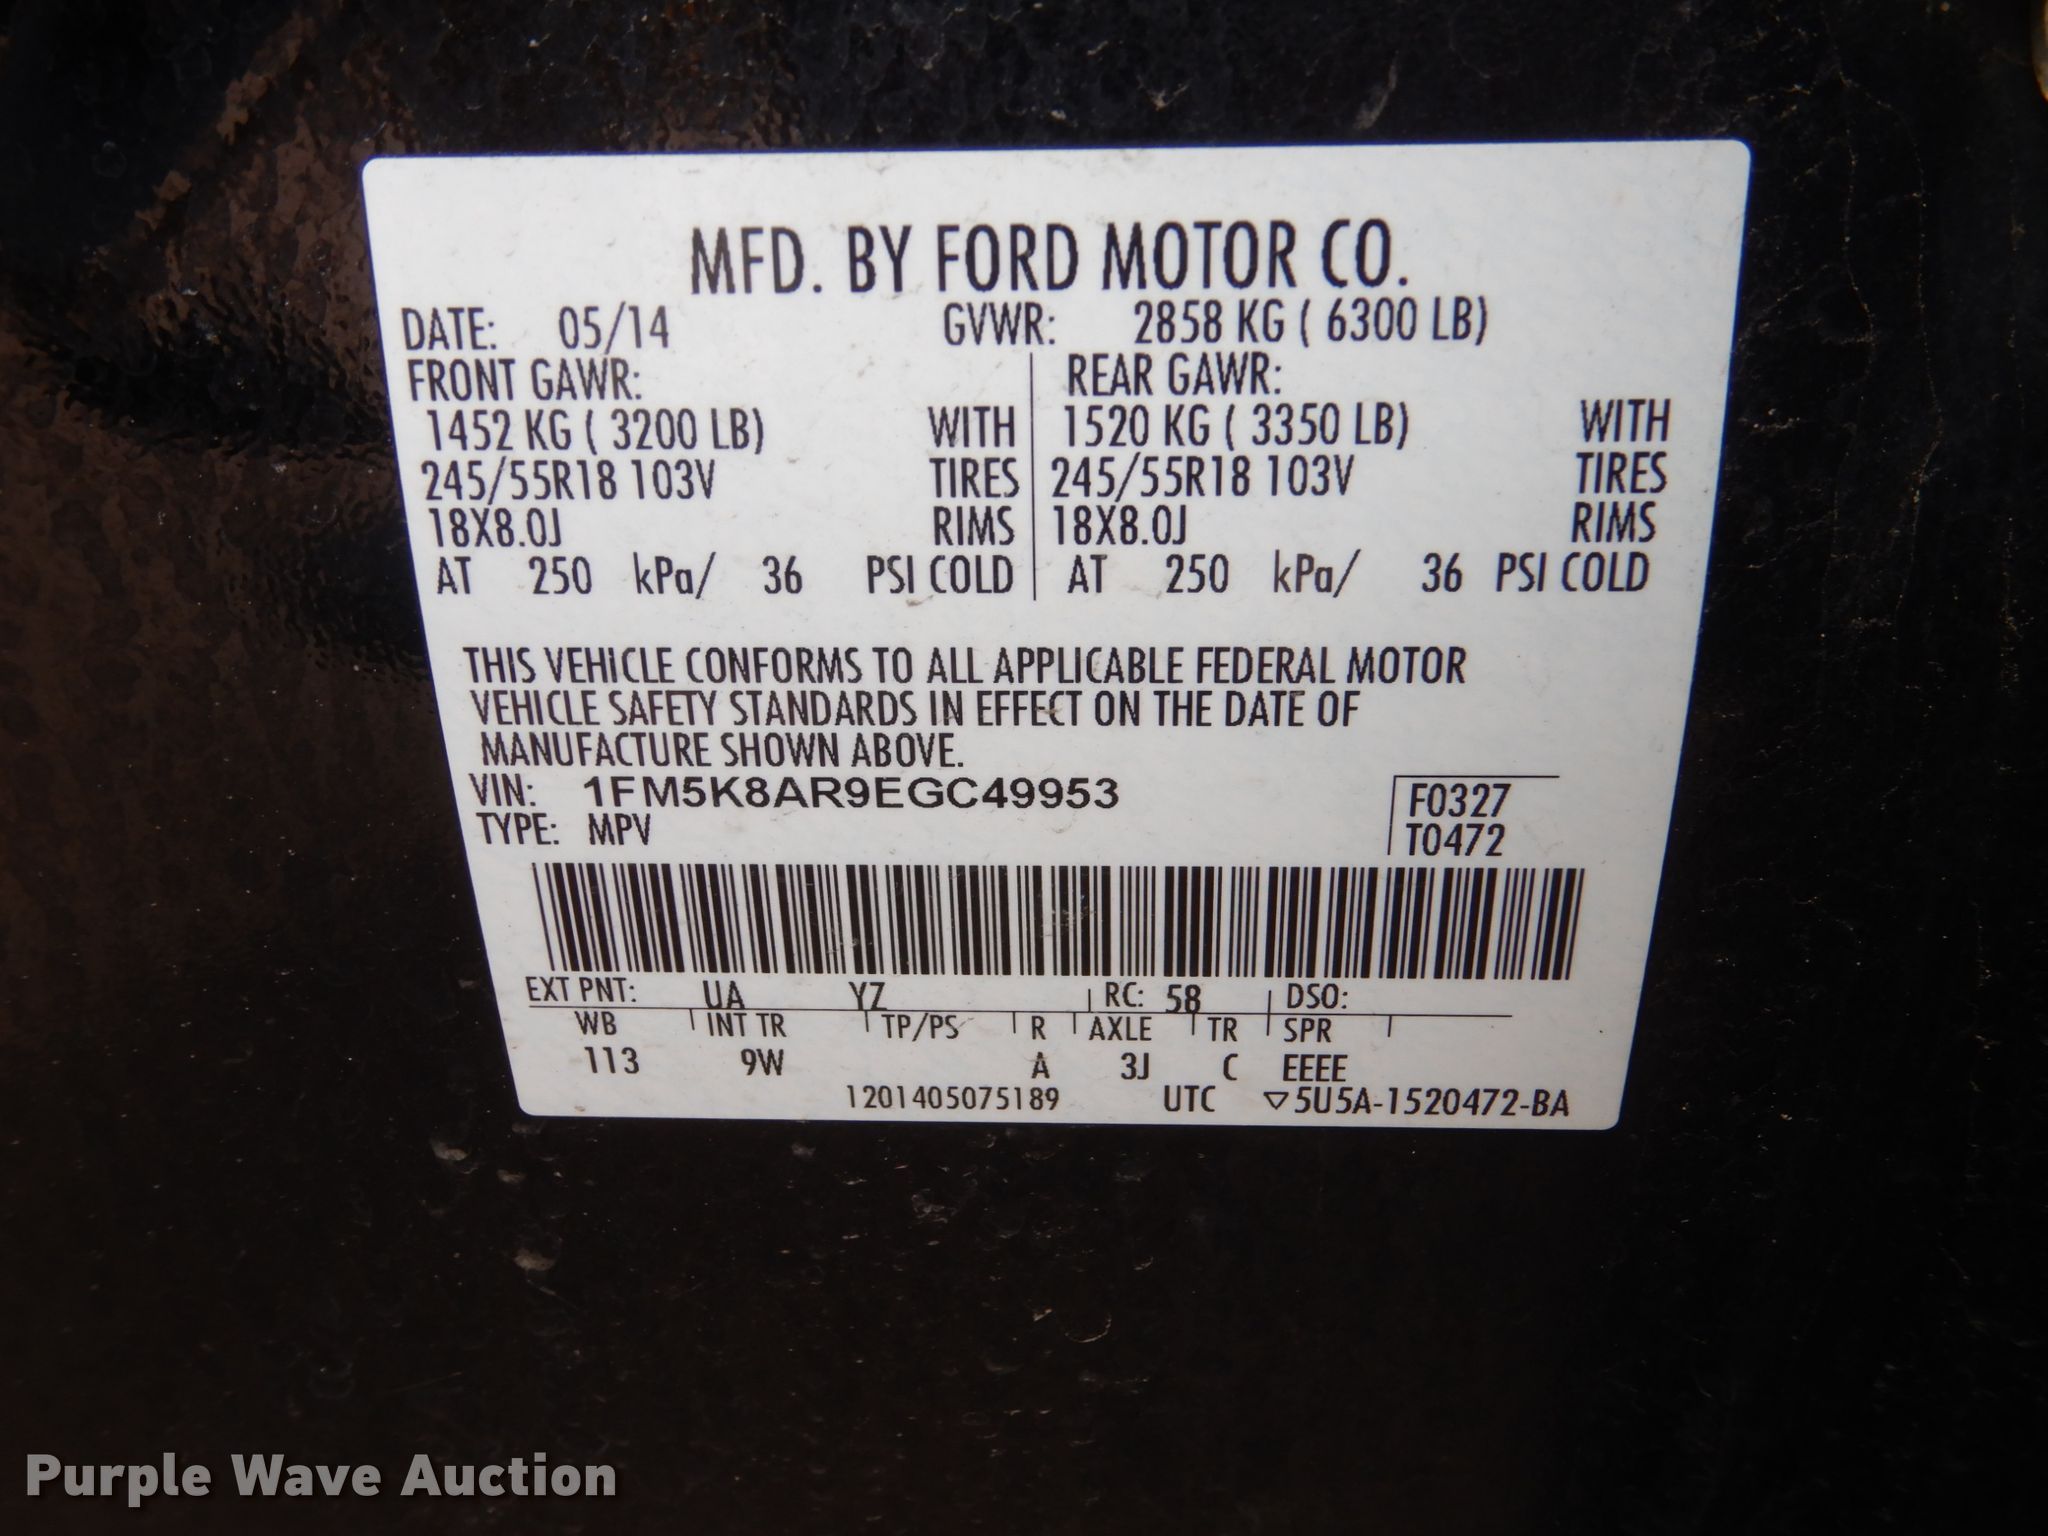 MFD. BY FORD MOTOR CO.
DATE: 05/14 GVWR: 2858 KG ( 6300 LB)
FRONT GAWR: REAR GAWR:
1452 KG ( 3200 LB) WITH 1520 KG ( 3350 LB) WITH
245/55R18 103V TIRES 245/55R18 103V TIRES
18X8.0J RIMS 18X8.0J RIMS
AT 250 kPa/ 36 PSI COLD AT 250 kPa/ 36 PSI COLD
THIS VEHICLE CONFORMS TO ALL APPLICABLE FEDERAL MOTOR
VEHICLE SAFETY STANDARDS IN EFFECT ON THE DATE OF
MANUFACTURE SHOWN ABOVE.
VIN: 1FM5K8AR9EGC49953 F0327
TYPE: MPV T0472
EXT PNT: UA YZ RC: 58 DSO:
WB INT TR TP/PS R AXLE TR SPR
113 9W A 3J C EEEE
1201405075189 UTC ▽5U5A-1520472-BA
Purple Wave Auction